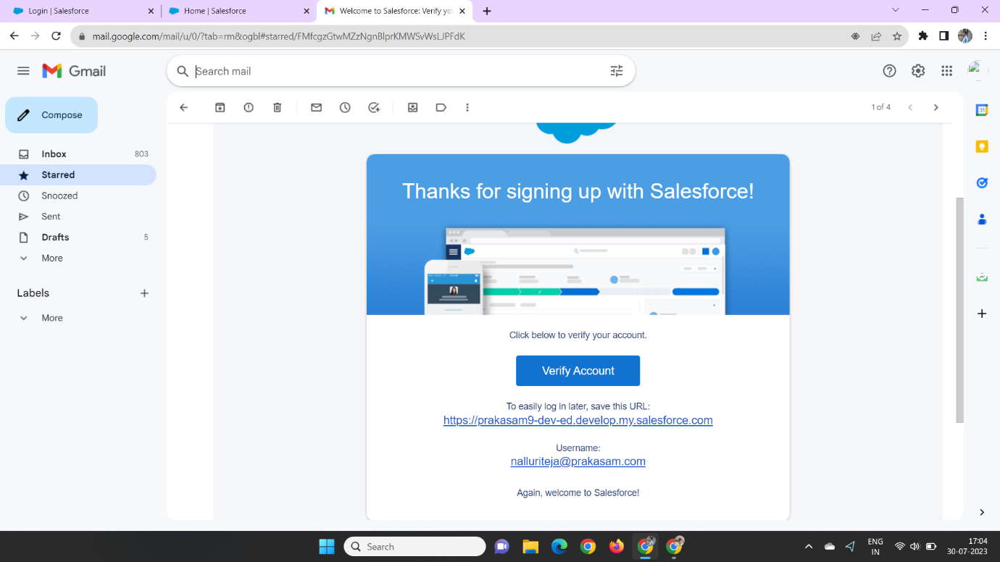 Login | Salesforce
Home | Salesforce
Welcome to Salesforce: Verify yo
mail.google.com/mail/u/0/?tab=rm&ogbl#starred/FMfcgzGtwMZzNgnBlprKMWSvWsLJPFdK
Gmail
Search mail
Compose
1 of 4
Inbox 803
Starred
Snoozed
Sent
Drafts 5
More
Labels
More
31
Thanks for signing up with Salesforce!
Click below to verify your account.
Verify Account
To easily log in later, save this URL:
https://prakasam9-dev-ed.develop.my.salesforce.com
Username:
nalluriteja@prakasam.com
Again, welcome to Salesforce!
Search
ENG
IN
17:04
30-07-2023